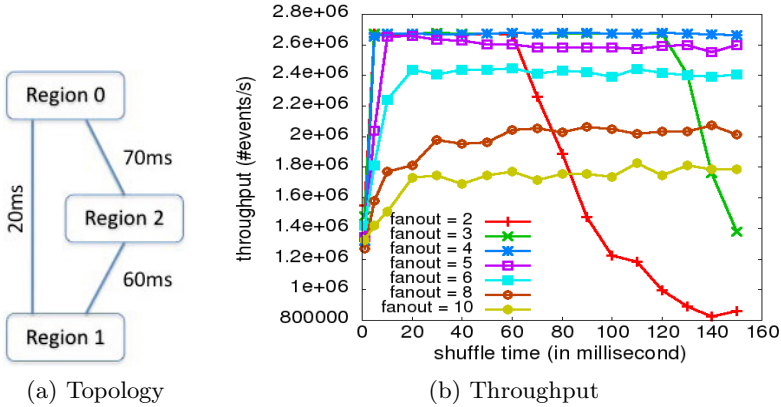 Region 0
70ms
20ms
Region 2
60ms
Region 1
(a) Topology
throughput (#events/s)
2.8e+06
2.6e+06
2.4e+06
2.2e+06
2e+06
1.8e+06
1.6e+06
1.4e+06
1.2e+06
1e+06
800000
fanout = 2
fanout = 3
fanout = 4
fanout = 5
fanout = 6
fanout = 8
fanout = 10
0 20 40 60 80 100 120 140 160
shuffle time (in millisecond)
(b) Throughput